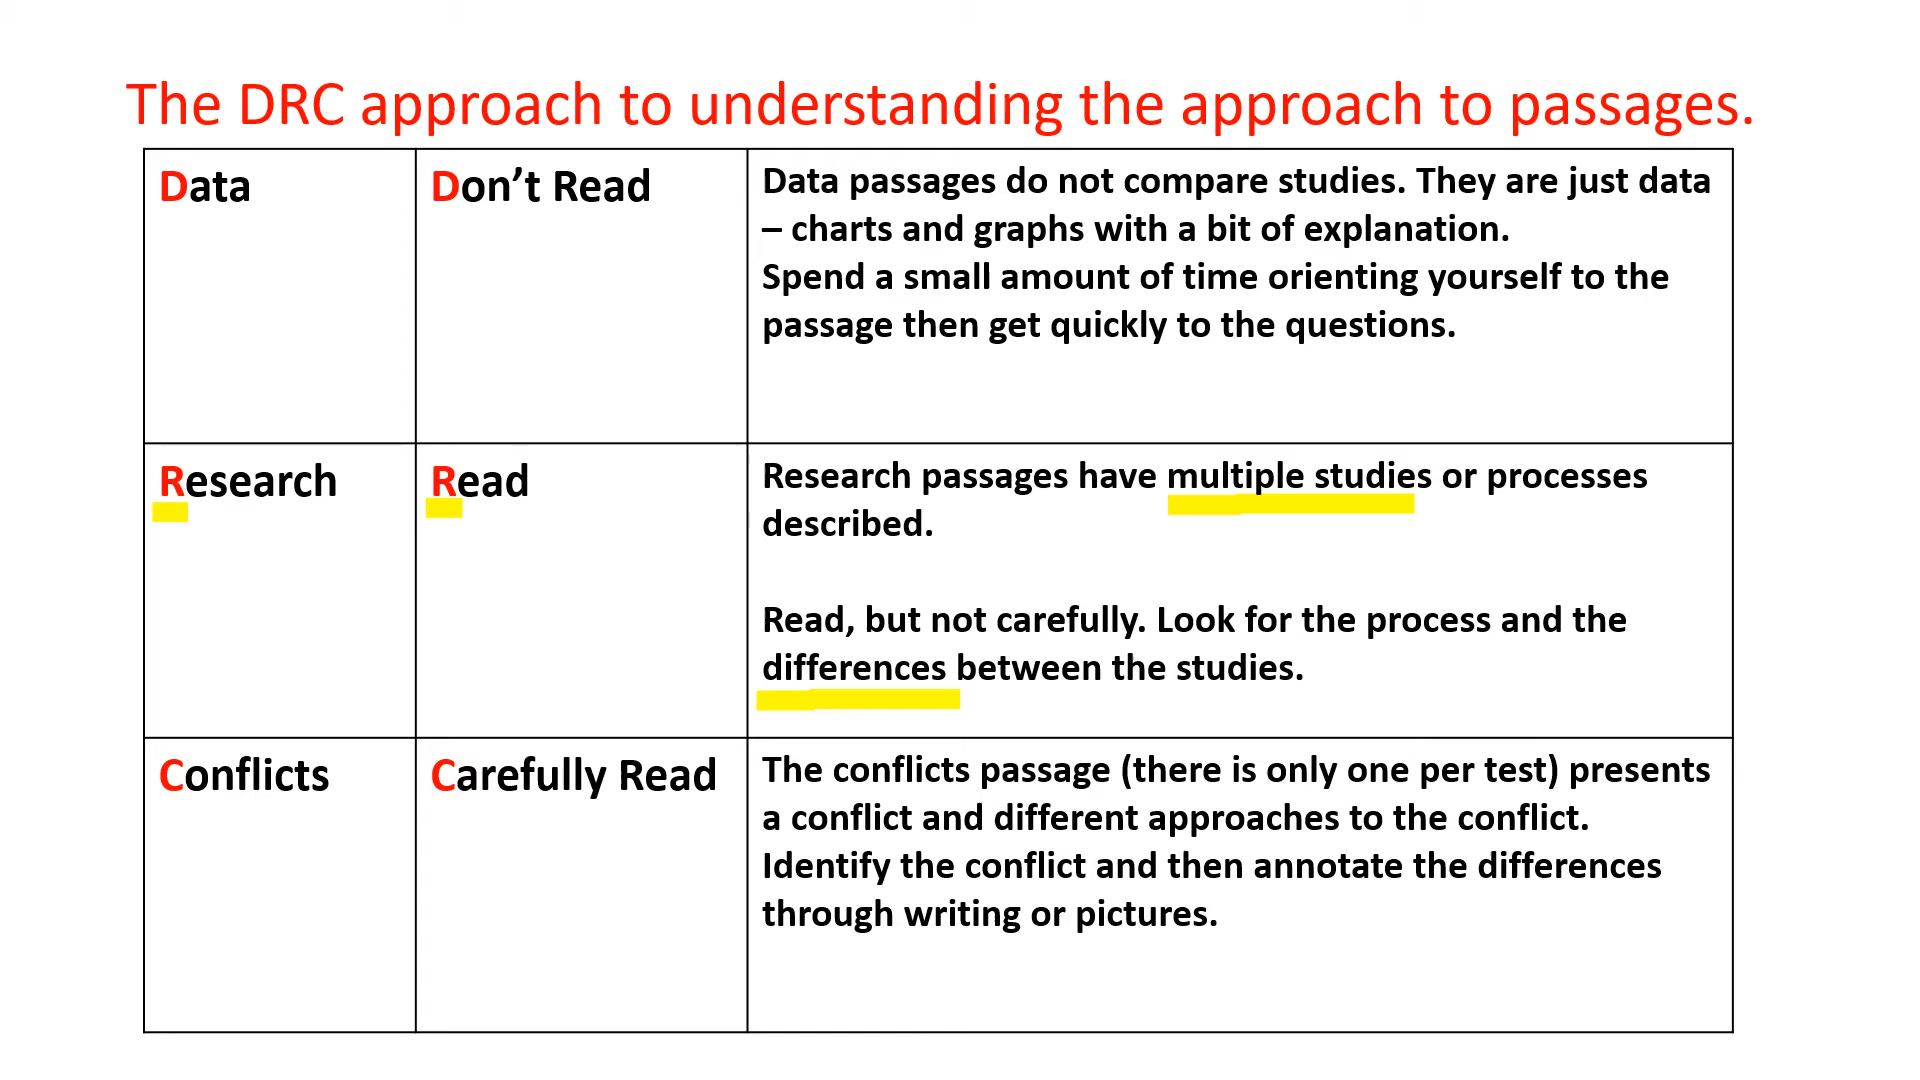 The DRC approach to understanding the approach to passages.
Data
Don’t Read
Data passages do not compare studies. They are just data
– charts and graphs with a bit of explanation.
Spend a small amount of time orienting yourself to the
passage then get quickly to the questions.
Research
Read
Research passages have multiple studies or processes
described.
Read, but not carefully. Look for the process and the
differences between the studies.
Conflicts
Carefully Read
The conflicts passage (there is only one per test) presents
a conflict and different approaches to the conflict.
Identify the conflict and then annotate the differences
through writing or pictures.